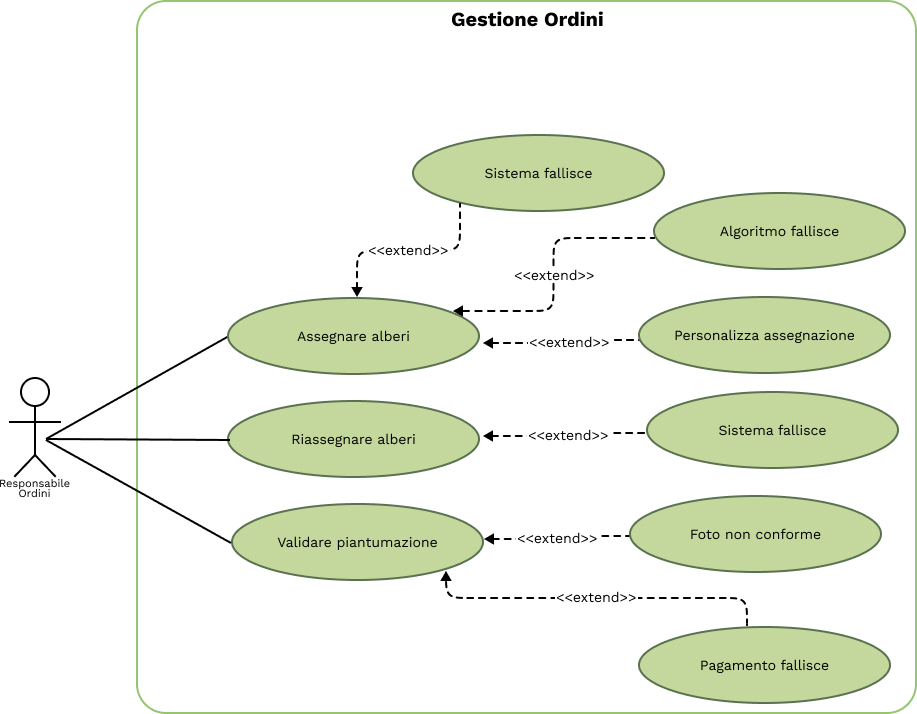 Gestione Ordini
Sistema fallisce
Algoritmo fallisce
<<extend>>
<<extend>>
Assegnare alberi
Personalizza assegnazione
<<extend>>
Riassegnare alberi
<<extend>>
Sistema fallisce
Responsabile
Ordini
Validare piantumazione
<<extend>>
Foto non conforme
<<extend>>
Pagamento fallisce